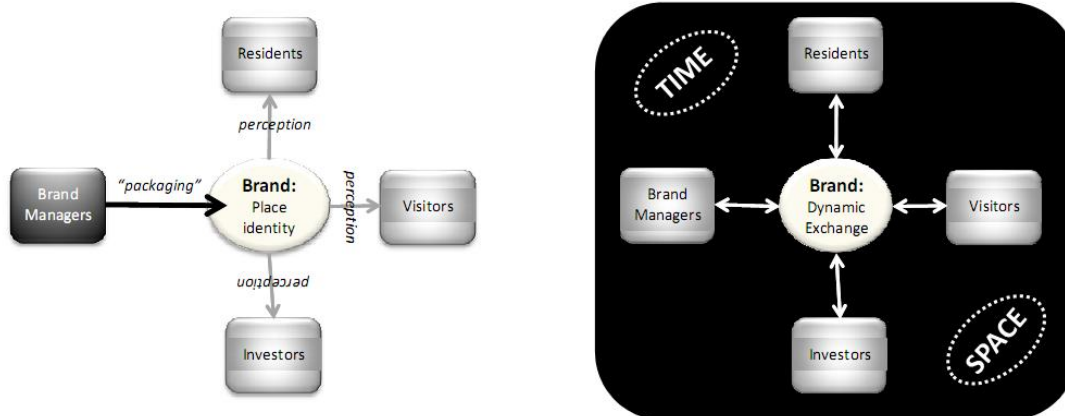 Residents
perception
"packaging"
Brand
Managers
Brand:
Place
identity
perception
Visitors
perception
Investors
TIME
Residents
Brand
Managers
Brand:
Dynamic
Exchange
Visitors
Investors
SPACE